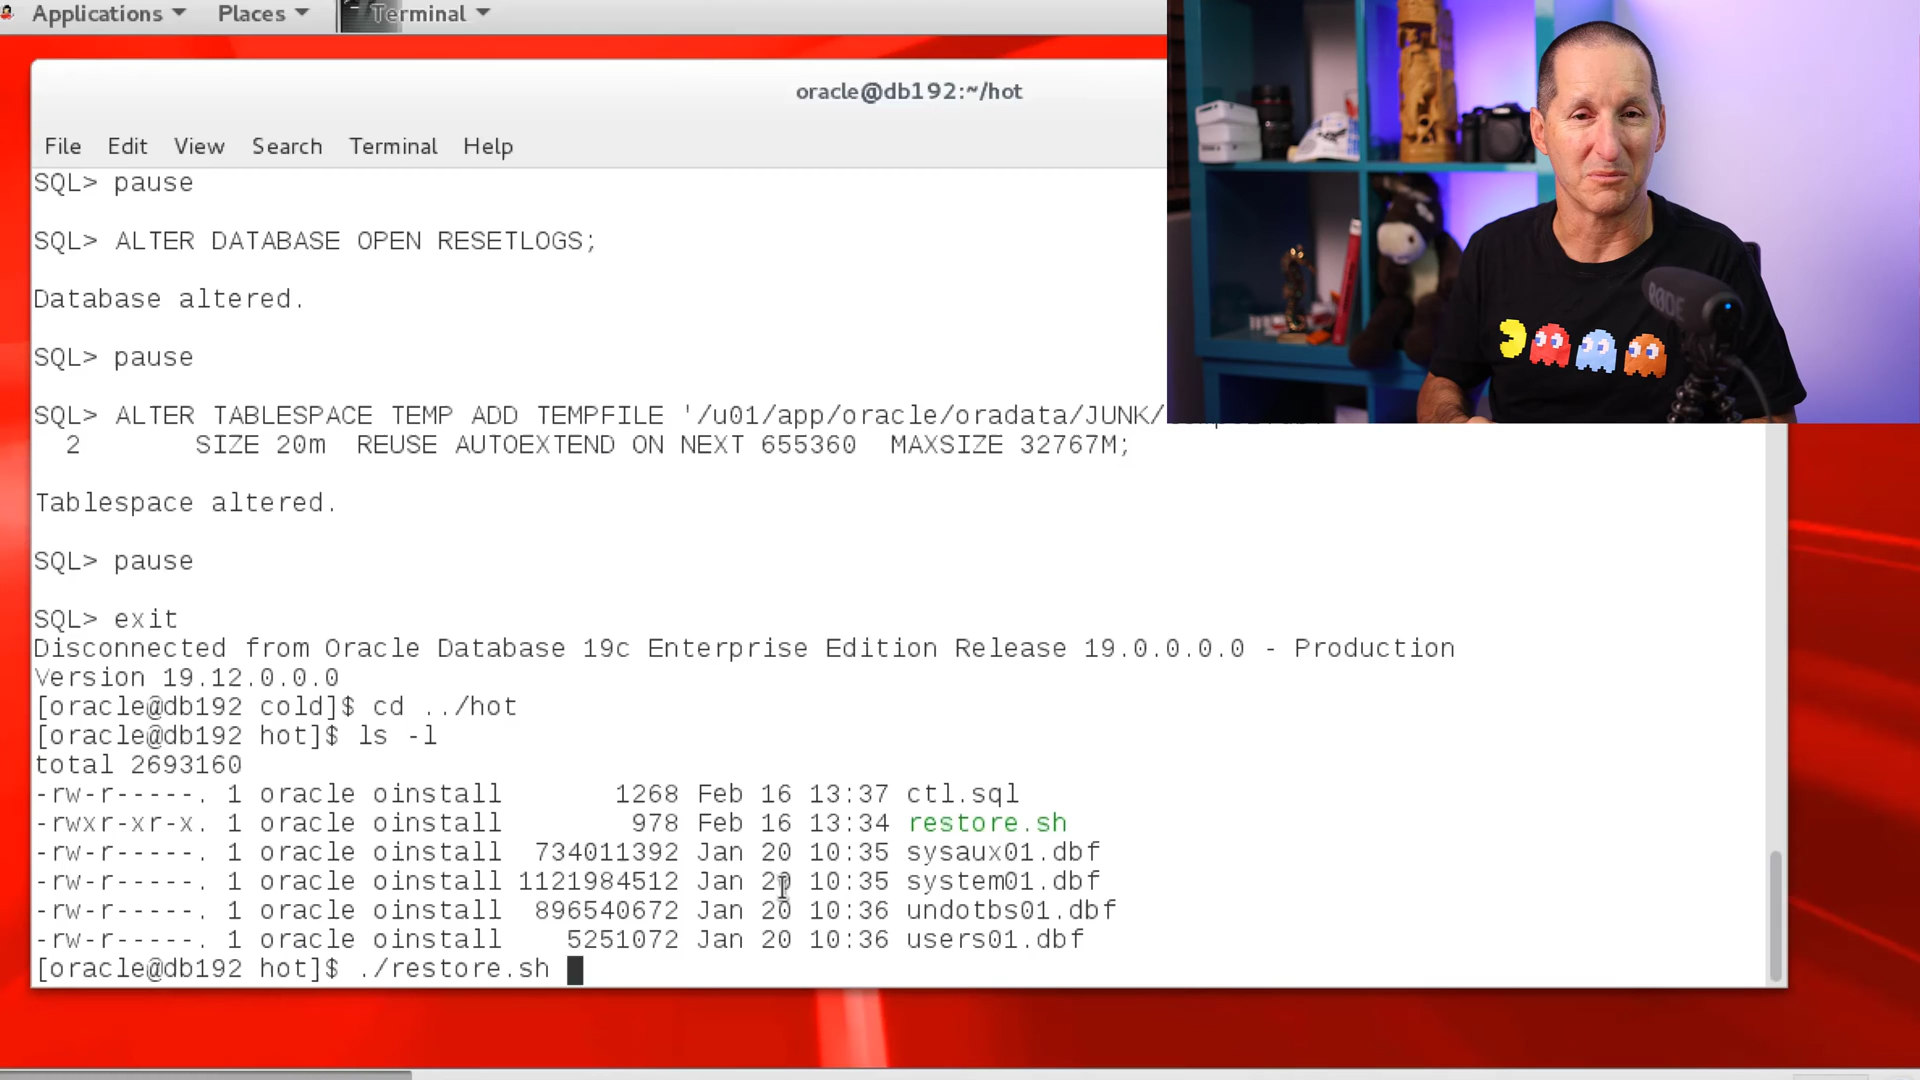 Applications
Places
Terminal
oracle@db192:~/hot
File Edit View Search Terminal Help
SQL> pause
SQL> ALTER DATABASE OPEN RESETLOGS;
Database altered.
SQL> pause
SQL> ALTER TABLESPACE TEMP ADD TEMPFILE '/u01/app/oracle/oradata/JUNK/
2 SIZE 20m REUSE AUTOEXTEND ON NEXT 655360 MAXSIZE 32767M;
Tablespace altered.
SQL> pause
SQL> exit
Disconnected from Oracle Database 19c Enterprise Edition Release 19.0.0.0.0 - Production
Version 19.12.0.0.0
[oracle@db192 cold]$ cd ../hot
[oracle@db192 hot]$ ls -l
total 2693160
-rw-r-----. 1 oracle oinstall 1268 Feb 16 13:37 ctl.sql
-rwxr-xr-x. 1 oracle oinstall 978 Feb 16 13:34 restore.sh
-rw-r-----. 1 oracle oinstall 734011392 Jan 20 10:35 sysaux01.dbf
-rw-r-----. 1 oracle oinstall 1121984512 Jan 20 10:35 system01.dbf
-rw-r-----. 1 oracle oinstall 896540672 Jan 20 10:36 undotbs01.dbf
-rw-r-----. 1 oracle oinstall 5251072 Jan 20 10:36 users01.dbf
[oracle@db192 hot]$ ./restore.sh
RØDE